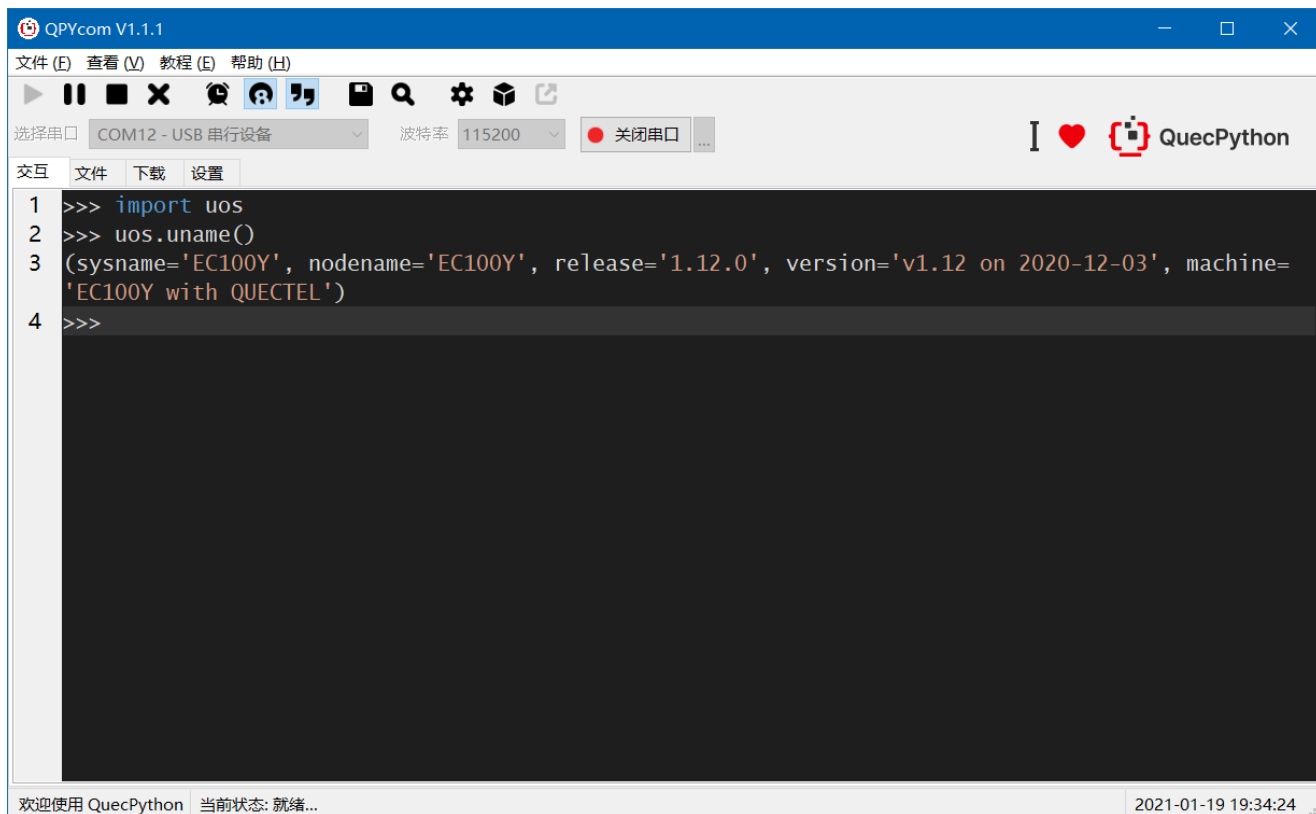 QPYcom V1.1.1
文件 (F) 查看 (V) 教程 (E) 帮助 (H)
选择串口 COM12 - USB 串行设备 波特率 115200 关闭串口 ... I QuecPython
交互 文件 下载 设置
1 >>> import uos
2 >>> uos.uname()
3 (sysname='EC100Y', nodename='EC100Y', release='1.12.0', version='v1.12 on 2020-12-03', machine=
'EC100Y with QUECTEL')
4 >>>
欢迎使用 QuecPython 当前状态: 就绪... 2021-01-19 19:34:24